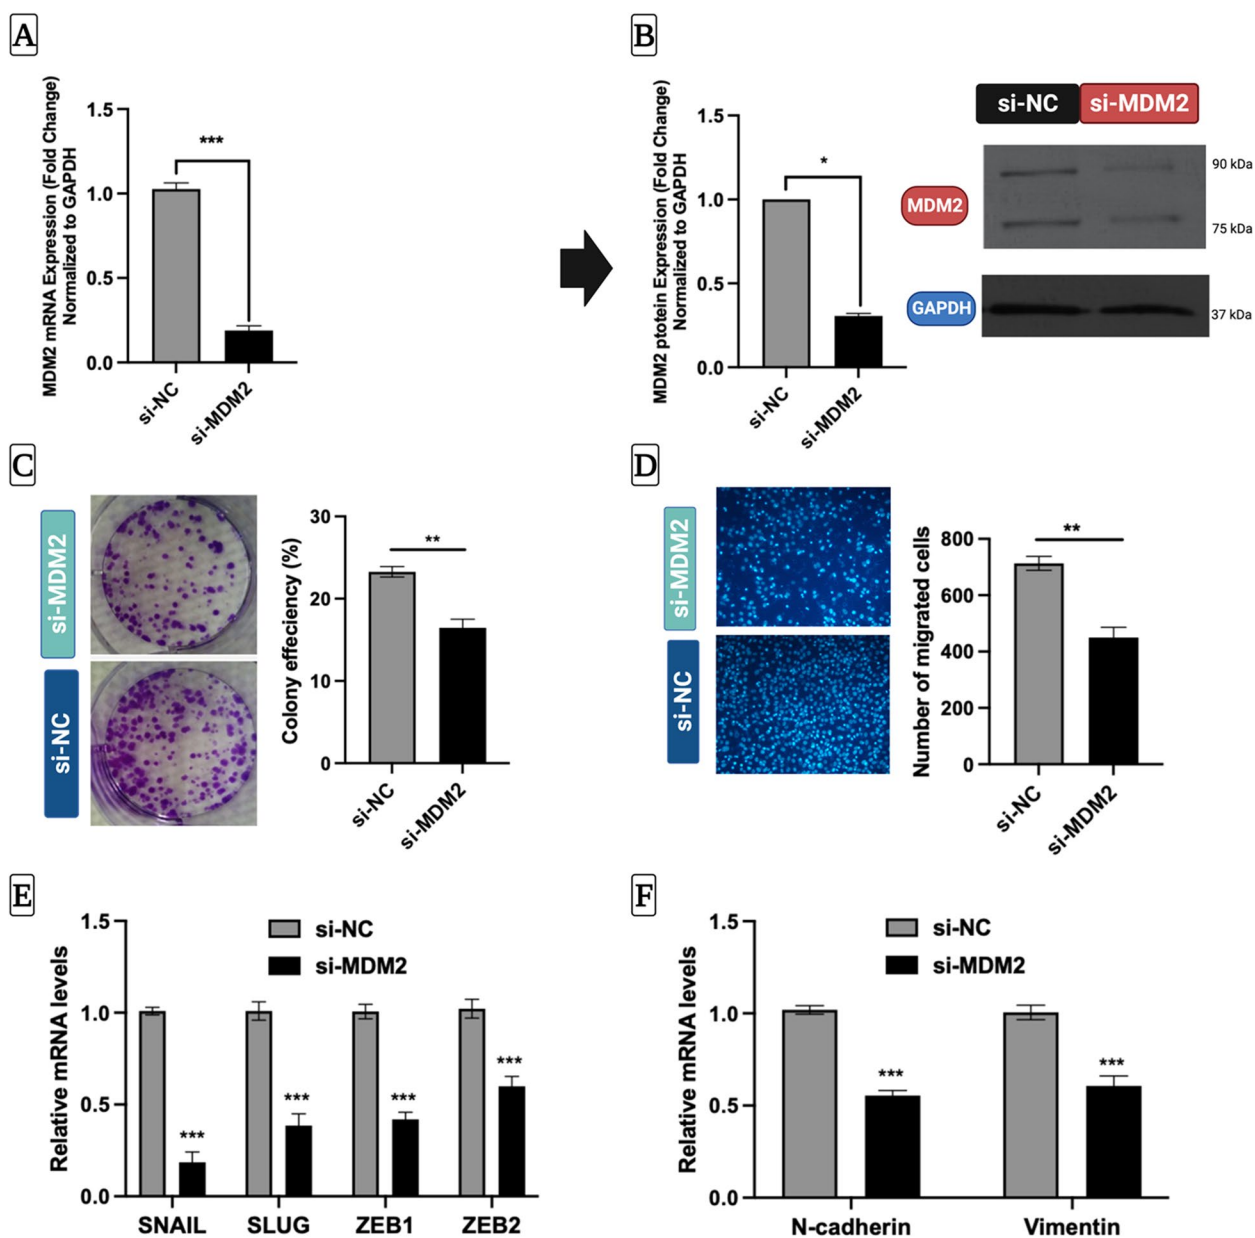 A
MDM2 mRNA Expression (Fold Change)
Normalized to GAPDH
1.5
1.0
0.5
0.0
***
si-NC
si-MDM2
B
MDM2 ptotein Expression (Fold Change)
Normalized to GAPDH
1.5
1.0
0.5
0.0
*
si-NC
si-MDM2
si-NC
si-MDM2
MDM2
90 kDa
75 kDa
GAPDH
37 kDa
C
si-MDM2
si-NC
Colony effeciency (%)
30
20
10
0
**
si-NC
si-MDM2
D
si-MDM2
si-NC
Number of migrated cells
800
600
400
200
0
**
si-NC
si-MDM2
E
Relative mRNA levels
1.5
1.0
0.5
0.0
si-NC
si-MDM2
***
***
***
***
SNAIL
SLUG
ZEB1
ZEB2
F
Relative mRNA levels
1.5
1.0
0.5
0.0
si-NC
si-MDM2
***
***
N-cadherin
Vimentin